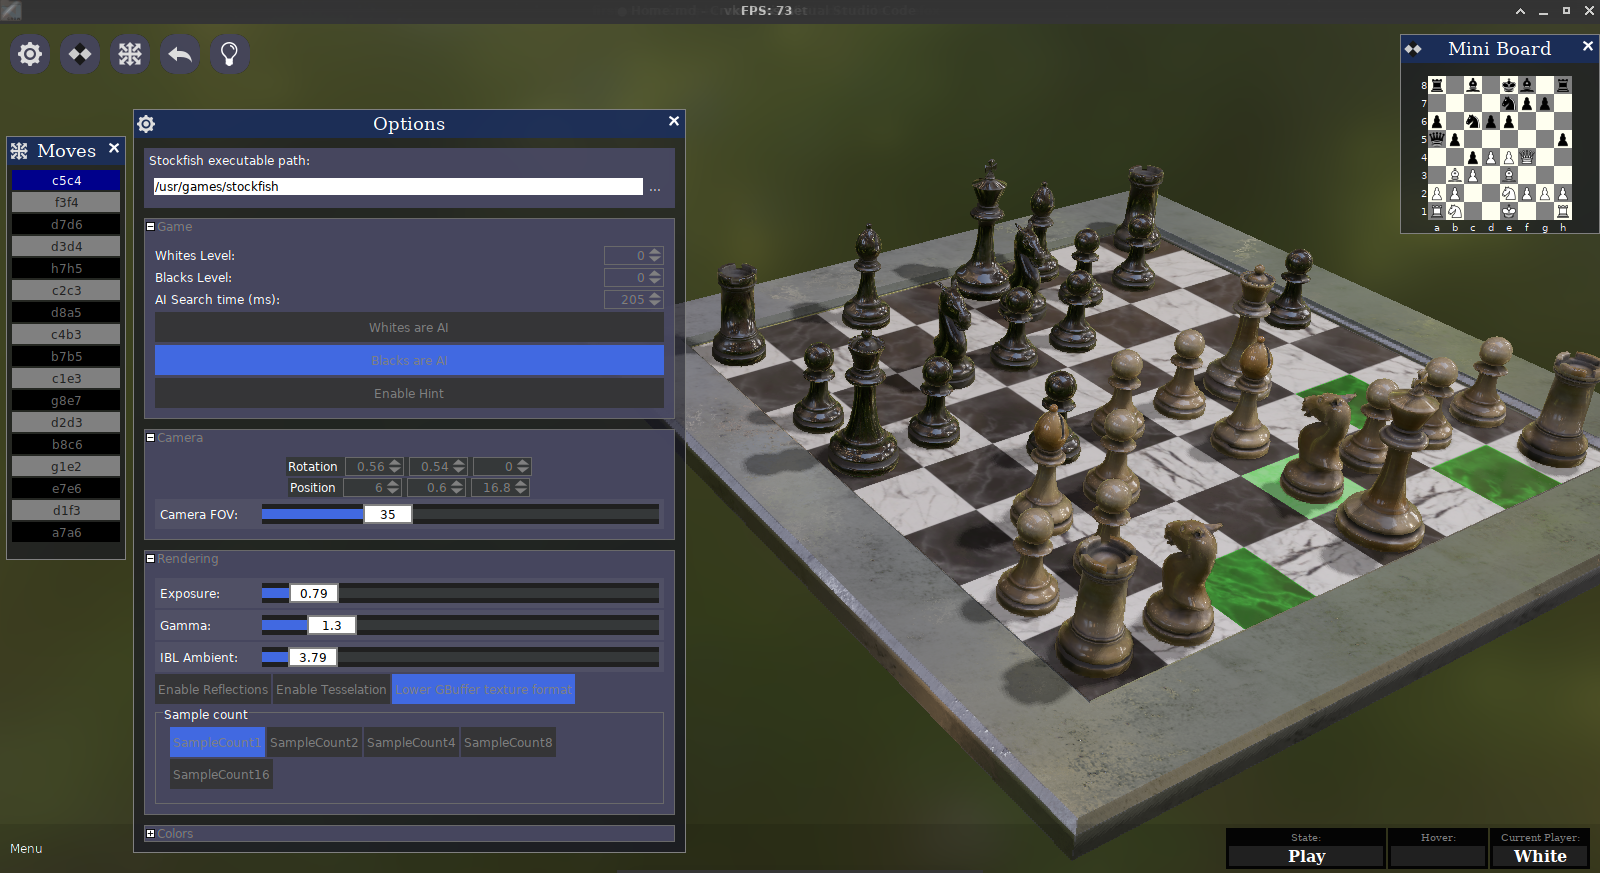 vkFPS: 73
Mini Board
8
7
6
5
4
3
2
1
a b c d e f g h
Moves
c5c4
f3f4
d7d6
d3d4
h7h5
c2c3
d8a5
c4b3
b7b5
c1e3
g8e7
d2d3
b8c6
g1e2
e7e6
d1f3
a7a6
Options
Stockfish executable path:
/usr/games/stockfish ...
Game
Whites Level: 0
Blacks Level: 0
AI Search time (ms): 205
Whites are AI
Blacks are AI
Enable Hint
Camera
Rotation 0.56 0.54 0
Position 6 0.6 16.8
Camera FOV: 35
Rendering
Exposure: 0.79
Gamma: 1.3
IBL Ambient: 3.79
Enable Reflections Enable Tesselation Lower GBuffer texture format
Sample count
SampleCount1 SampleCount2 SampleCount4 SampleCount8
SampleCount16
Colors
Menu
State: Hover: Current Player:
Play White